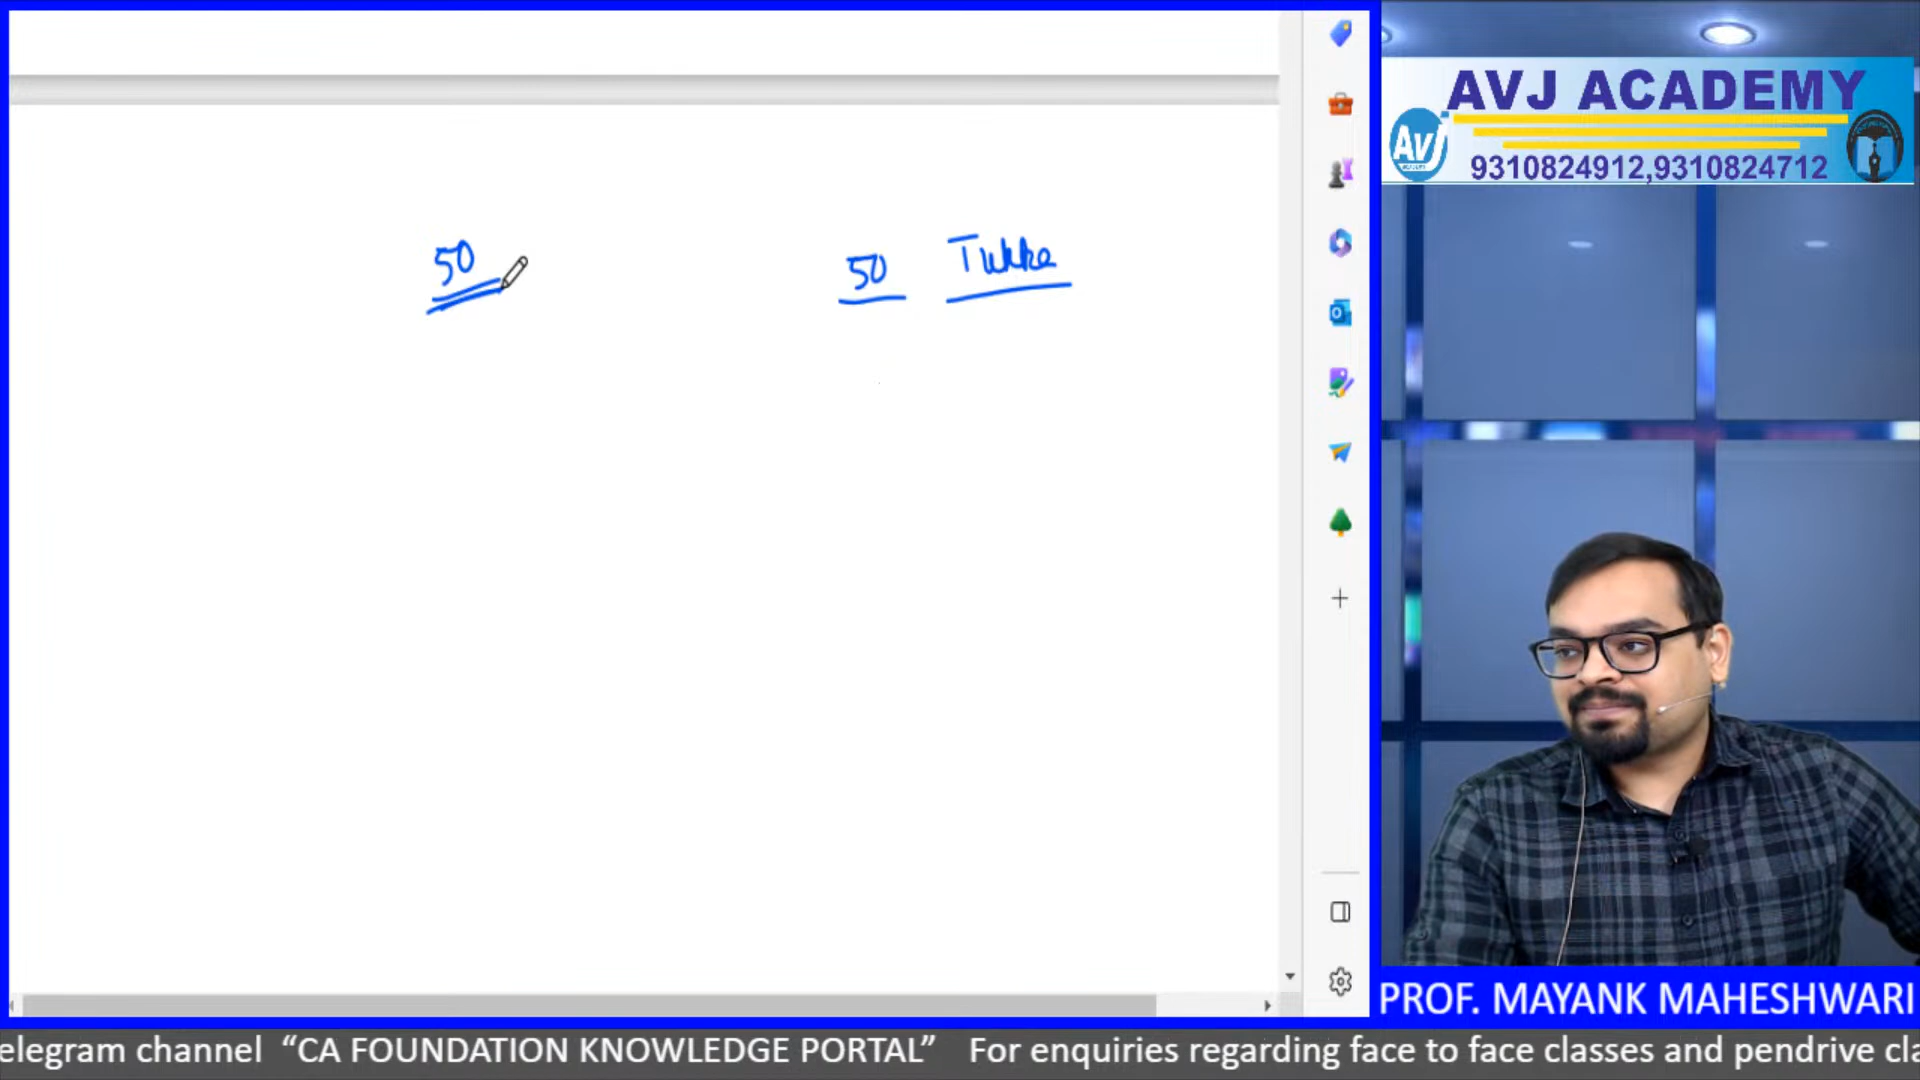 50
50 Tukke
AVJ ACADEMY
AVJ
9310824912,9310824712
PROF. MAYANK MAHESHWARI
elegram channel “CA FOUNDATION KNOWLEDGE PORTAL” For enquiries regarding face to face classes and pendrive cla